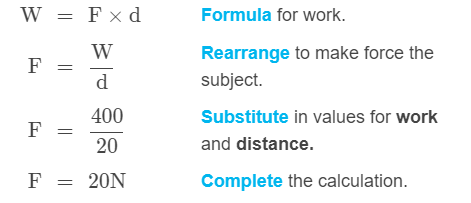 W = F × d Formula for work.
F = W/d Rearrange to make force the
subject.
F = 400/20 Substitute in values for work
and distance.
F = 20N Complete the calculation.